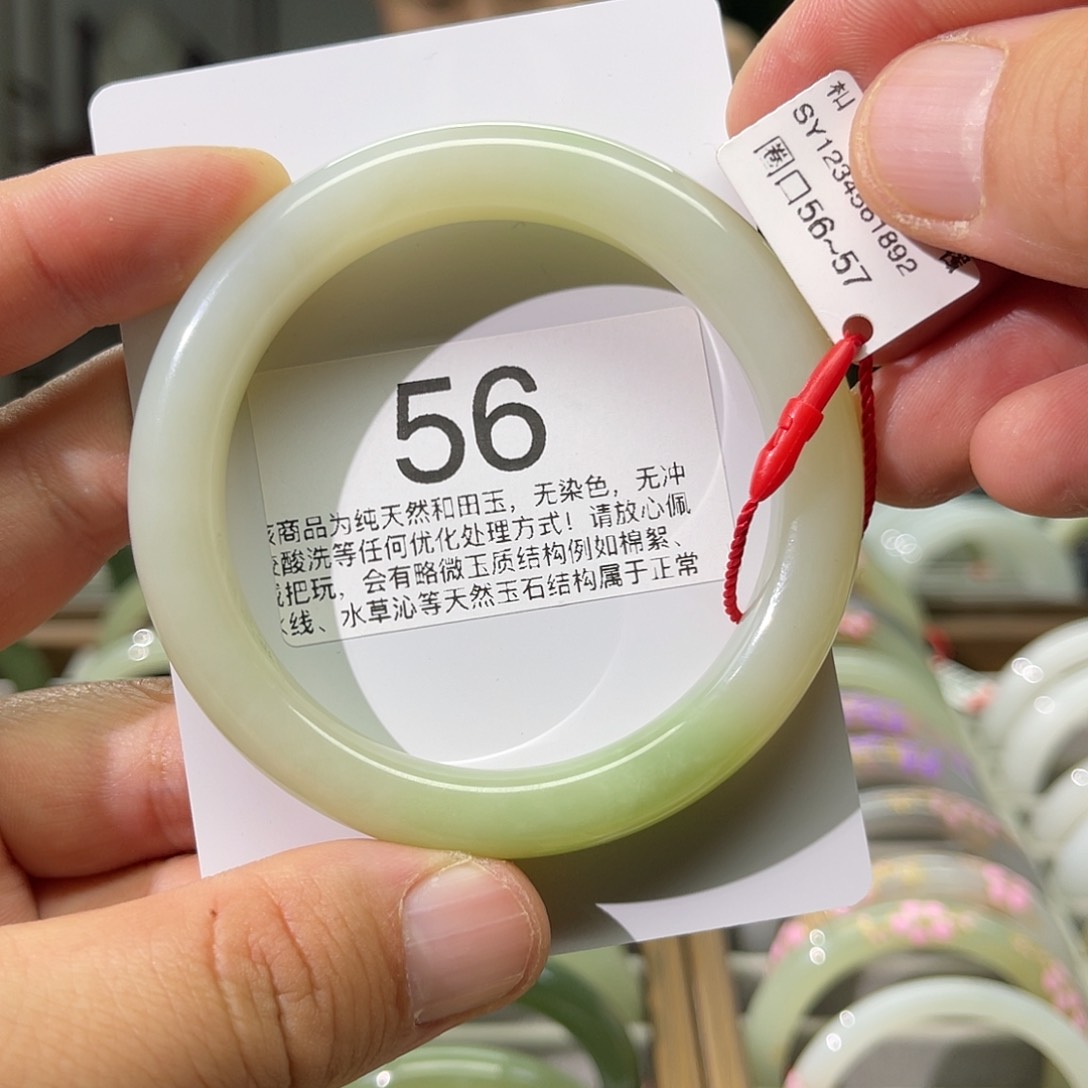 SY1234561892
圈口56~57
56
商品为纯天然和田玉，无染色，无冲
酸洗等任何优化处理方式！请放心佩
把玩，会有略微玉质结构例如棉絮、
线、水草沁等天然玉石结构属于正常